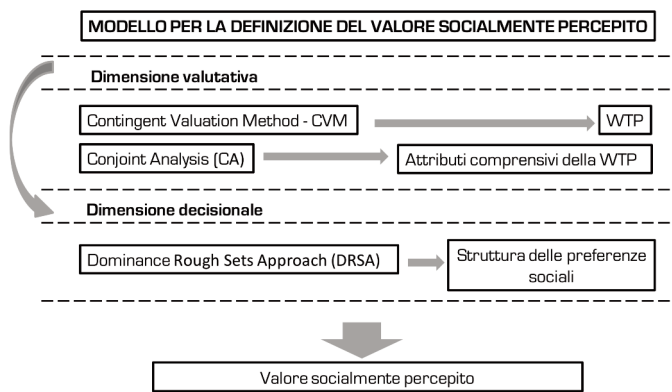 MODELLO PER LA DEFINIZIONE DEL VALORE SOCIALMENTE PERCEPITO
Dimensione valutativa
Contingent Valuation Method - CVM
WTP
Conjoint Analysis (CA)
Attributi comprensivi della WTP
Dimensione decisionale
Dominance Rough Sets Approach (DRSA)
Struttura delle preferenze
sociali
Valore socialmente percepito